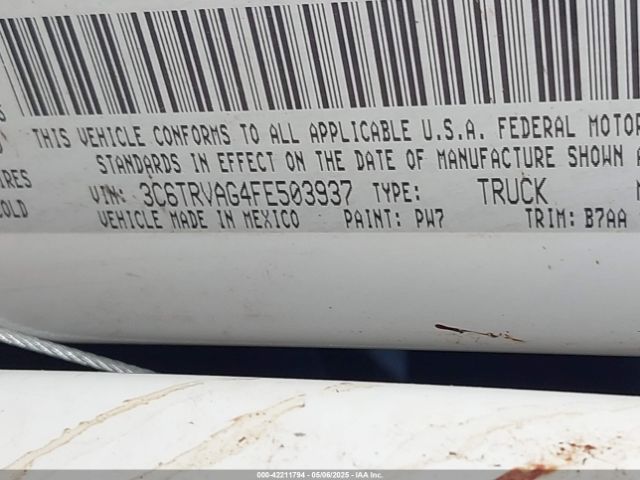 THIS VEHICLE CONFORMS TO ALL APPLICABLE U.S.A. FEDERAL MOTOR
STANDARDS IN EFFECT ON THE DATE OF MANUFACTURE SHOWN A
VIN: 3C6TRVAG4FE503937 TYPE: TRUCK
OLD VEHICLE MADE IN MEXICO PAINT: PW7 TRIM: B7AA
000-42211794 - 05/06/2025 - IAA Inc.